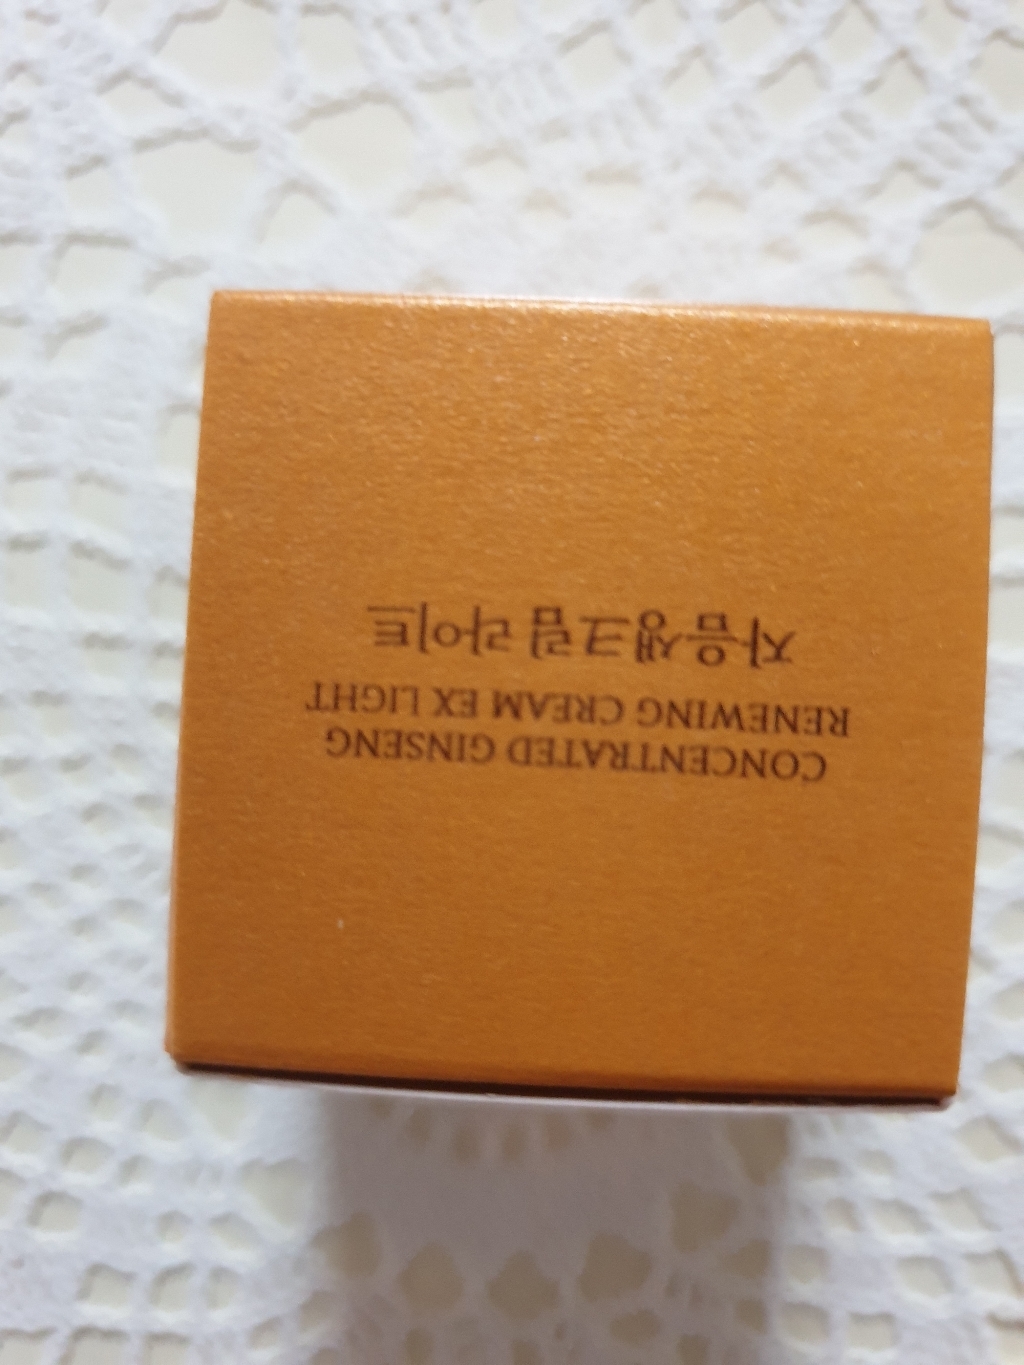 CONCENTRATED GINSENG
RENEWING CREAM EX LIGHT
자음생크림 라이트